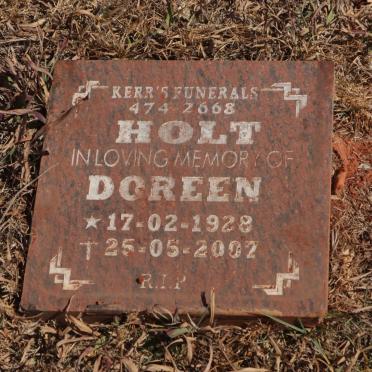 KERR'S FUNERALS
474-2668
HOLT
IN LOVING MEMORY OF
DOREEN
★ 17-02-1928
✝ 25-05-2007
R.I.P